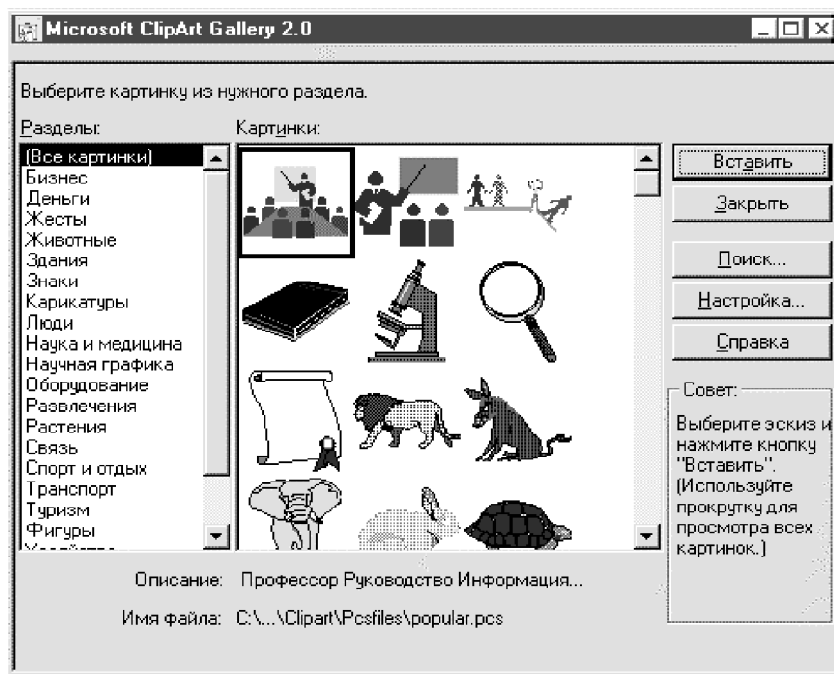 Microsoft ClipArt Gallery 2.0
Выберите картинку из нужного раздела.
Разделы:
Картинки:
(Все картинки)
Бизнес
Деньги
Жесты
Животные
Здания
Знаки
Карикатуры
Люди
Наука и медицина
Научная графика
Оборудование
Развлечения
Растения
Связь
Спорт и отдых
Транспорт
Туризм
Фигуры
Вставить
Закрыть
Поиск...
Настройка...
Справка
Совет:
Выберите эскиз и
нажмите кнопку
"Вставить".
(Используйте
прокрутку для
просмотра всех
картинок.)
Описание: Профессор Руководство Информация...
Имя файла: C:\...\Clipart\Pcsfiles\popular.pcs